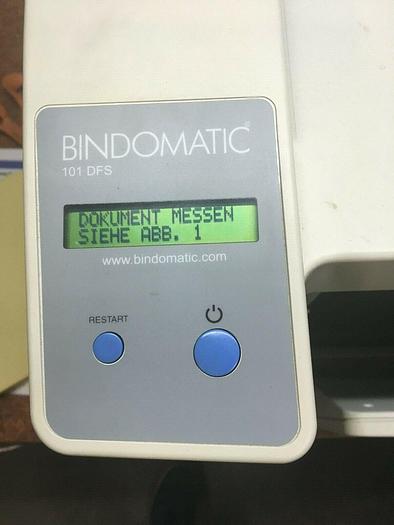 BINDOMATIC®
101 DFS
DOKUMENT MESSEN
SIEHE ABB. 1
www.bindomatic.com
RESTART